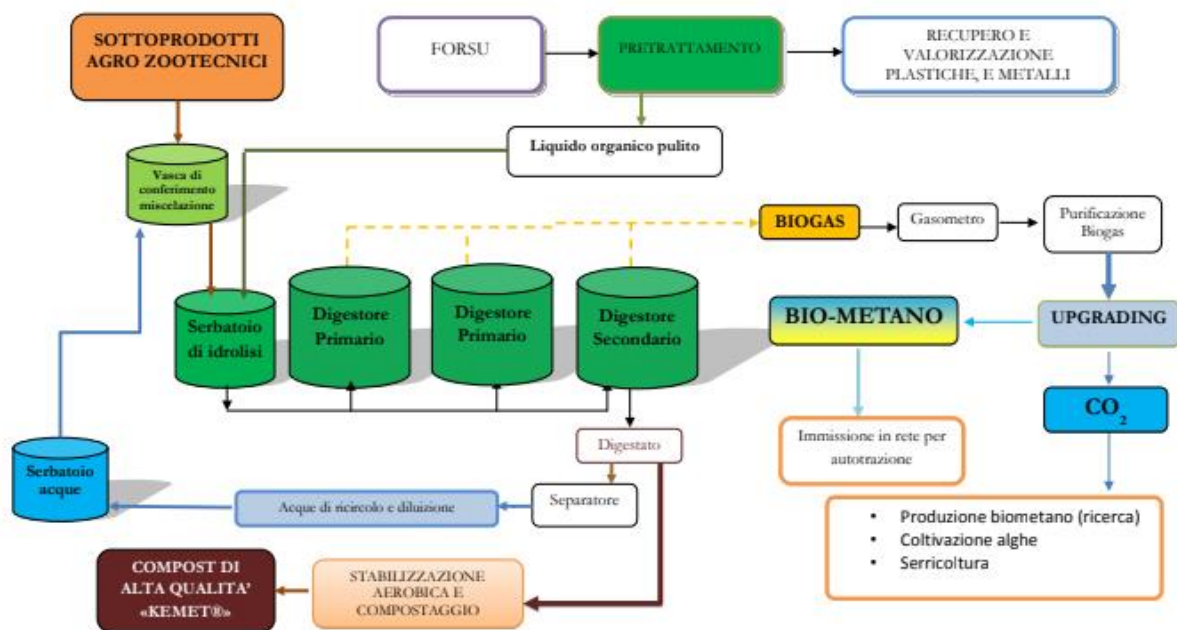 SOTTOPRODOTTI
AGRO ZOOTECNICI
FORSU
PRETRATTAMENTO
RECUPERO E
VALORIZZAZIONE
PLASTICHE, E METALLI
Liquido organico pulito
Vasca di
conferimento
miscelazione
BIOGAS
Gasometro
Purificazione
Biogas
Serbatoio
di idrolisi
Digestore
Primario
Digestore
Primario
Digestore
Secondario
BIO-METANO
UPGRADING
CO2
Immissione in rete per
autotrazione
Digestato
Serbatoio
acque
Acque di ricircolo e diluizione
Separatore
• Produzione biometano (ricerca)
• Coltivazione alghe
• Serricoltura
COMPOST DI
ALTA QUALITA’
«KEMET®»
STABILIZZAZIONE
AEROBICA E
COMPOSTAGGIO